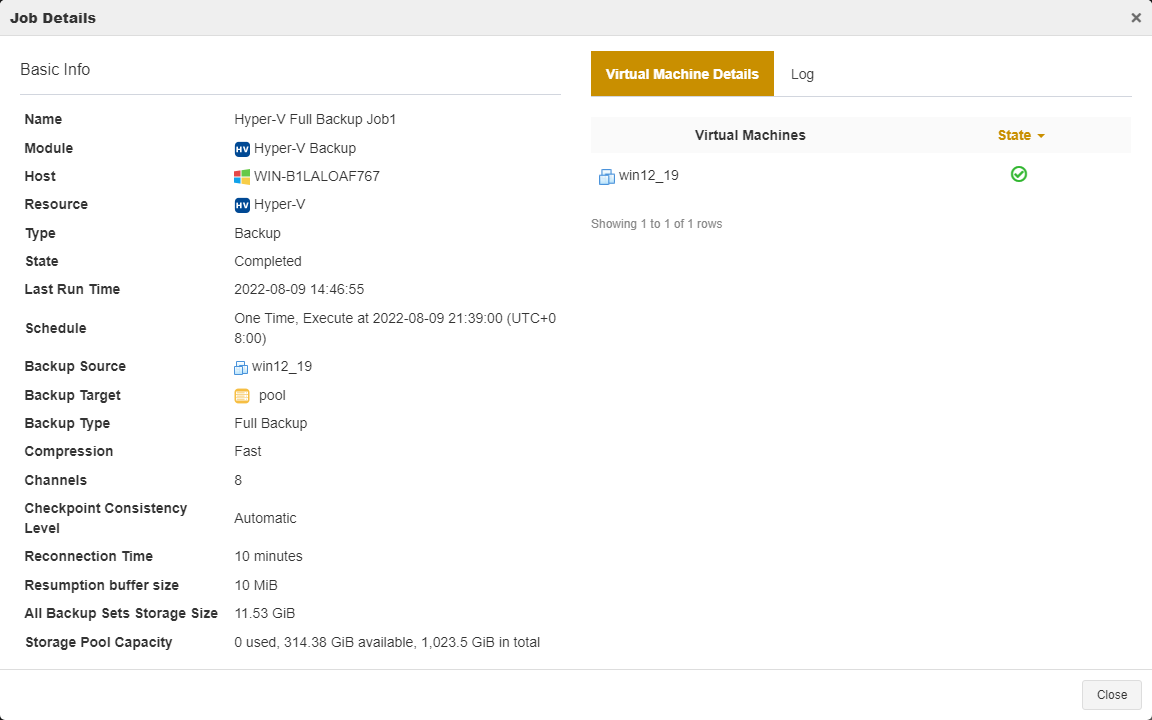 Job Details
Basic Info
Name Hyper-V Full Backup Job1
Module HV Hyper-V Backup
Host WIN-B1LALOAF767
Resource HV Hyper-V
Type Backup
State Completed
Last Run Time 2022-08-09 14:46:55
Schedule One Time, Execute at 2022-08-09 21:39:00 (UTC+0
8:00)
Backup Source win12_19
Backup Target pool
Backup Type Full Backup
Compression Fast
Channels 8
Checkpoint Consistency
Level Automatic
Reconnection Time 10 minutes
Resumption buffer size 10 MiB
All Backup Sets Storage Size 11.53 GiB
Storage Pool Capacity 0 used, 314.38 GiB available, 1,023.5 GiB in total
Virtual Machine Details Log
Virtual Machines State
win12_19
Showing 1 to 1 of 1 rows
Close